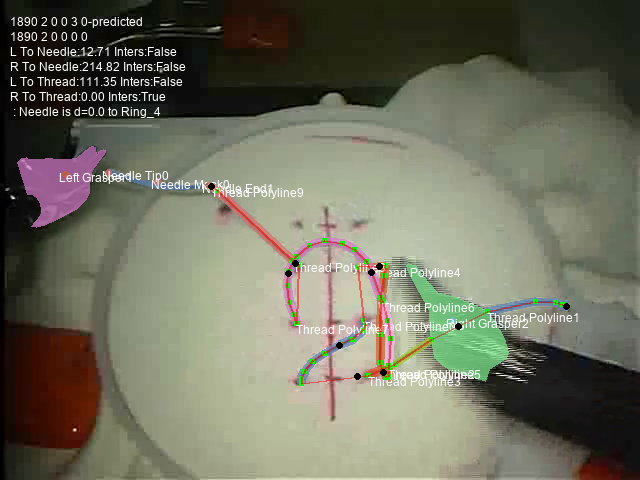 1890 2 0 0 3 0-predicted
1890 2 0 0 0 0
L To Needle:12.71 Inters:False
R To Needle:214.82 Inters:False
L To Thread:111.35 Inters:False
R To Thread:0.00 Inters:True
: Needle is d=0.0 to Ring_4
Left Grasper1
Needle Tip0
Needle End1
Thread Polyline9
Thread Polyline4
Thread Polyline6
Thread Polyline1
Right Grasper2
Thread Polyline3